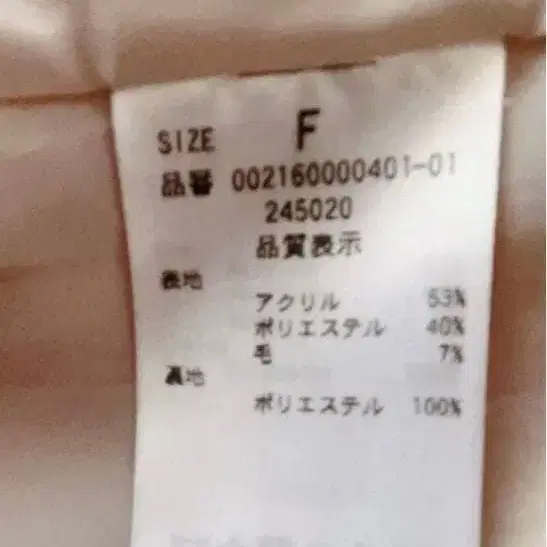 SIZE F
品番 002160000401-01
245020
品質表示
表地
アクリル 53%
ポリエステル 40%
毛 7%
裏地
ポリエステル 100%